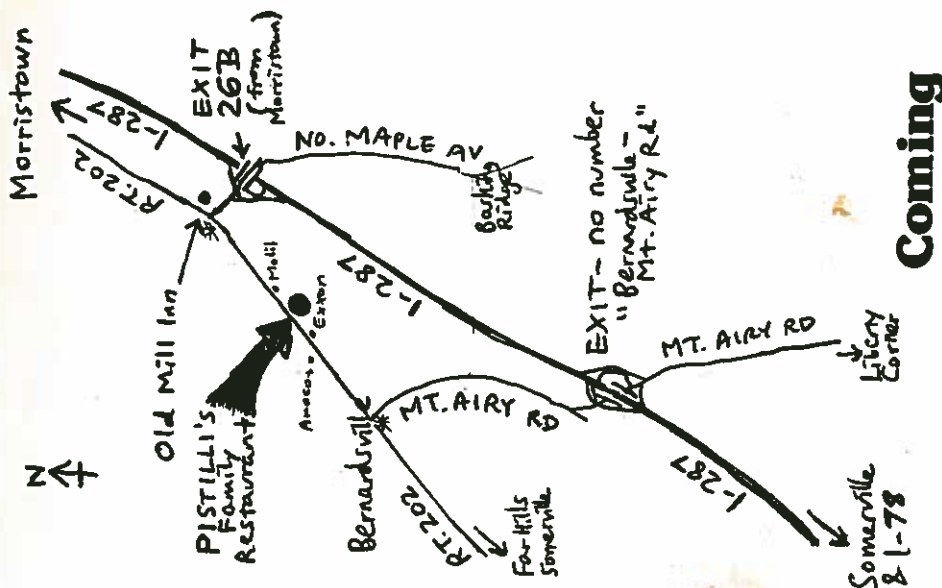 Morristown
I-287
RT. 202
EXIT
26B
(from
Morristown)
Old Mill Inn
NO. MAPLE AV
Basking
Ridge
N
PISTILLI'S
Family
Restaurant
Mobil
Exxon
Amoco
I-287
EXIT - no number
"Bernardsville -
Mt. Airy Rd"
Bernardsville
MT. AIRY
RD
MT. AIRY RD
Liberty
Corner
RT. 202
Far Hills
Somerville
I-287
Somerville
& I-78
Coming